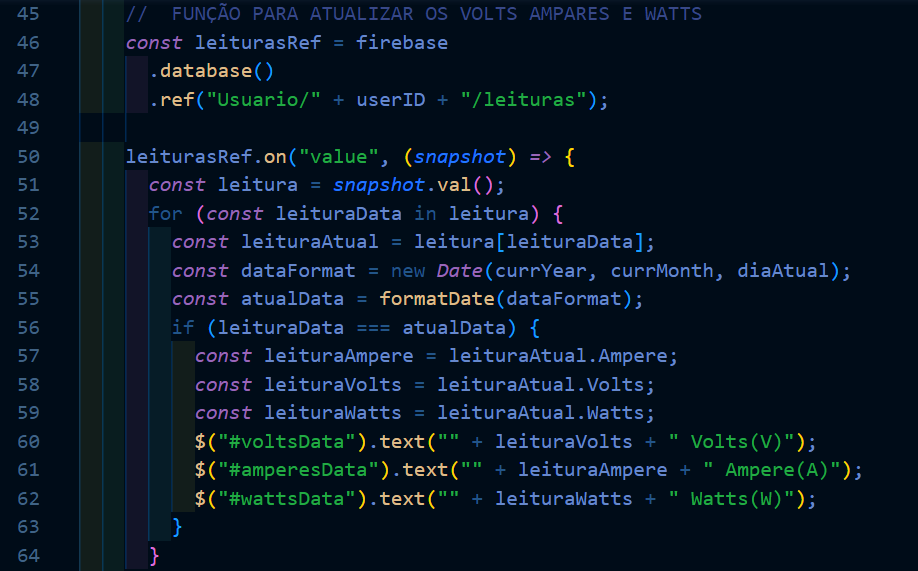 45 // FUNÇÃO PARA ATUALIZAR OS VOLTS AMPARES E WATTS
46 const leiturasRef = firebase
47 .database()
48 .ref("Usuario/" + userID + "/leituras");
49
50 leiturasRef.on("value", (snapshot) => {
51 const leitura = snapshot.val();
52 for (const leituraData in leitura) {
53 const leituraAtual = leitura[leituraData];
54 const dataFormat = new Date(currYear, currMonth, diaAtual);
55 const atualData = formatDate(dataFormat);
56 if (leituraData === atualData) {
57 const leituraAmpere = leituraAtual.Ampere;
58 const leituraVolts = leituraAtual.Volts;
59 const leituraWatts = leituraAtual.Watts;
60 $("#voltsData").text("" + leituraVolts + " Volts(V)");
61 $("#amperesData").text("" + leituraAmpere + " Ampere(A)");
62 $("#wattsData").text("" + leituraWatts + " Watts(W)");
63 }
64 }